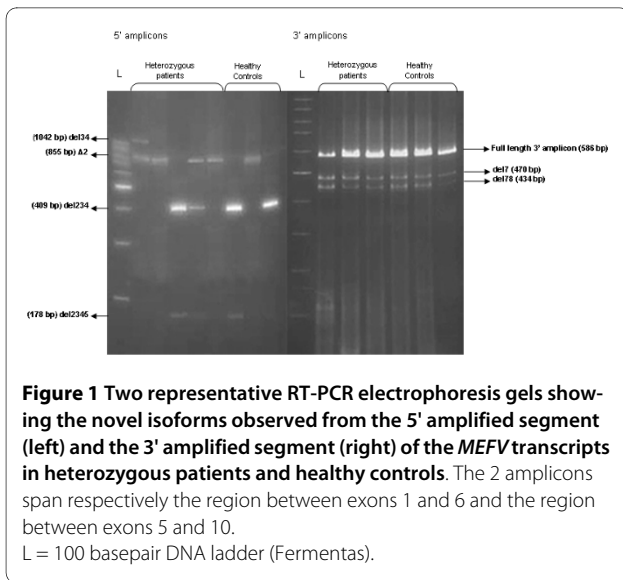 5' amplicons
3' amplicons
L
Heterozygous
patients
Healthy
Controls
L
Heterozygous
patients
Healthy
Controls
(1042 bp) del34
(855 bp) Δ2
(409 bp) del234
(178 bp) del2345
Full length 3' amplicon (586 bp)
del7 (470 bp)
del78 (434 bp)
Figure 1 Two representative RT-PCR electrophoresis gels show-
ing the novel isoforms observed from the 5' amplified segment
(left) and the 3' amplified segment (right) of the MEFV transcripts
in heterozygous patients and healthy controls. The 2 amplicons
span respectively the region between exons 1 and 6 and the region
between exons 5 and 10.
L = 100 basepair DNA ladder (Fermentas).